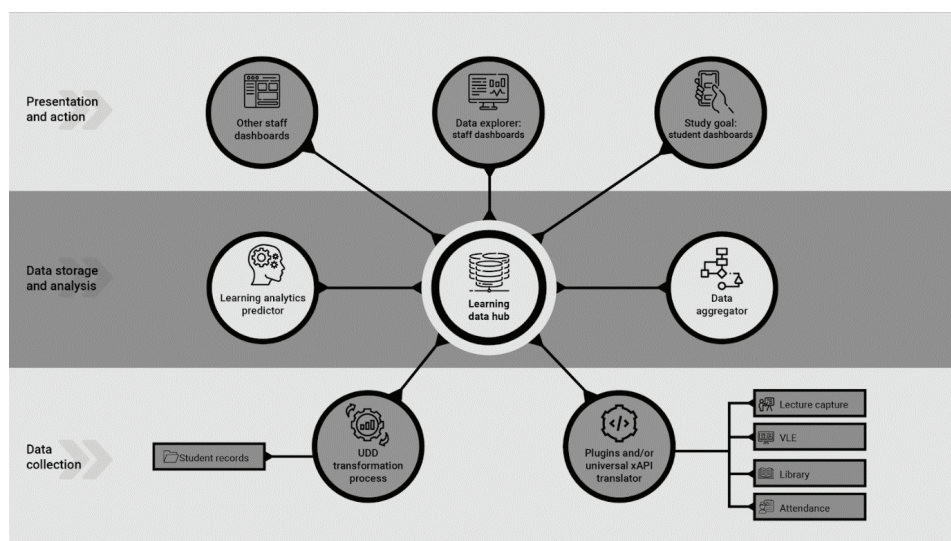 Presentation
and action
Other staff
dashboards
Data explorer:
staff dashboards
Study goal:
student dashboards
Data storage
and analysis
Learning analytics
predictor
Learning
data hub
Data
aggregator
Data
collection
Student records
UDD
transformation
process
Plugins and/or
universal xAPI
translator
Lecture capture
VLE
Library
Attendance